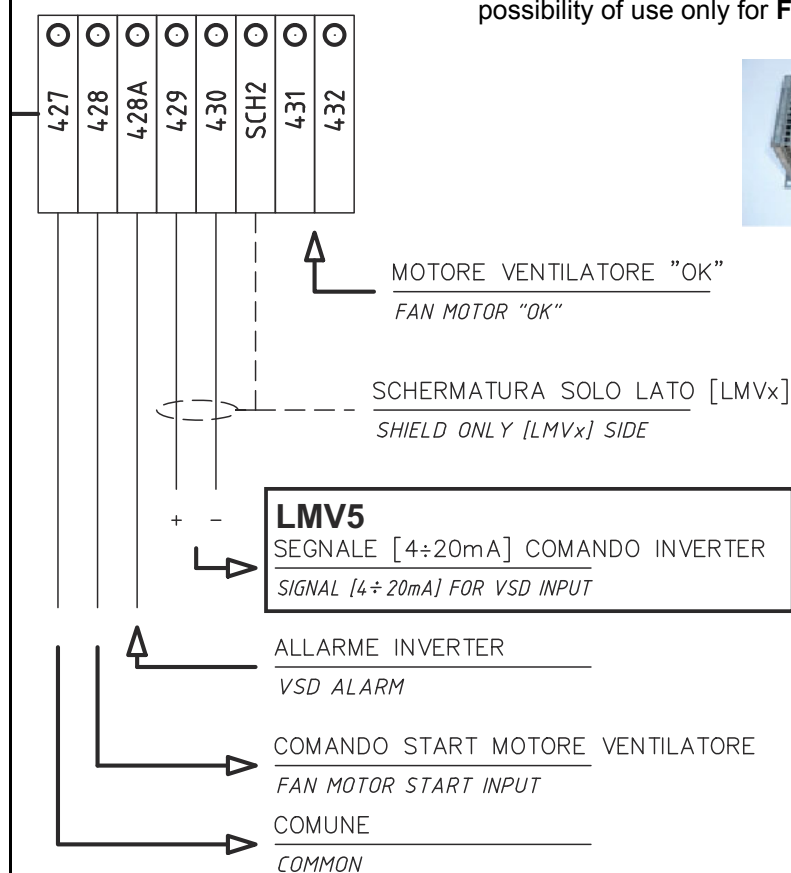 possibility of use only for F
427 428 428A 429 430 SCH2 431 432
MOTORE VENTILATORE "OK"
FAN MOTOR "OK"
SCHERMATURA SOLO LATO [LMVx]
SHIELD ONLY [LMVx] SIDE
+ −
LMV5
SEGNALE [4÷20mA] COMANDO INVERTER
SIGNAL [4÷20mA] FOR VSD INPUT
ALLARME INVERTER
VSD ALARM
COMANDO START MOTORE VENTILATORE
FAN MOTOR START INPUT
COMUNE
COMMON